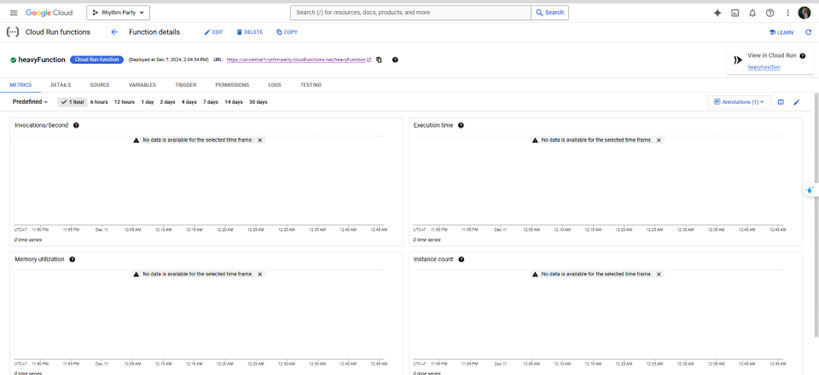 Google Cloud
Rhythm Party
Search (/) for resources, docs, products, and more
Search
Cloud Run functions
Function details
EDIT
DELETE
COPY
LEARN
heavyFunction
Cloud Run function
(Deployed at Dec 7, 2024, 2:04:34 PM)
URL:
https://us-central1-rythm-party.cloudfunctions.net/heavyFunction
View in Cloud Run
heavyfunction
METRICS DETAILS SOURCE VARIABLES TRIGGER PERMISSIONS LOGS TESTING
Predefined 1 hour 6 hours 12 hours 1 day 2 days 4 days 7 days 14 days 30 days
Annotations (1)
Invocations/Second
No data is available for the selected time frame.
UTC+7 11:50 PM 11:55 PM Dec 11 12:05 AM 12:10 AM 12:15 AM 12:20 AM 12:25 AM 12:30 AM 12:35 AM 12:40 AM 12:45 AM
0 time series
Execution time
No data is available for the selected time frame.
UTC+7 11:50 PM 11:55 PM Dec 11 12:05 AM 12:10 AM 12:15 AM 12:20 AM 12:25 AM 12:30 AM 12:35 AM 12:40 AM 12:45 AM
0 time series
Memory utilization
No data is available for the selected time frame.
UTC+7 11:50 PM 11:55 PM Dec 11 12:05 AM 12:10 AM 12:15 AM 12:20 AM 12:25 AM 12:30 AM 12:35 AM 12:40 AM 12:45 AM
0 time series
Instance count
No data is available for the selected time frame.
UTC+7 11:50 PM 11:55 PM Dec 11 12:05 AM 12:10 AM 12:15 AM 12:20 AM 12:25 AM 12:30 AM 12:35 AM 12:40 AM 12:45 AM
0 time series